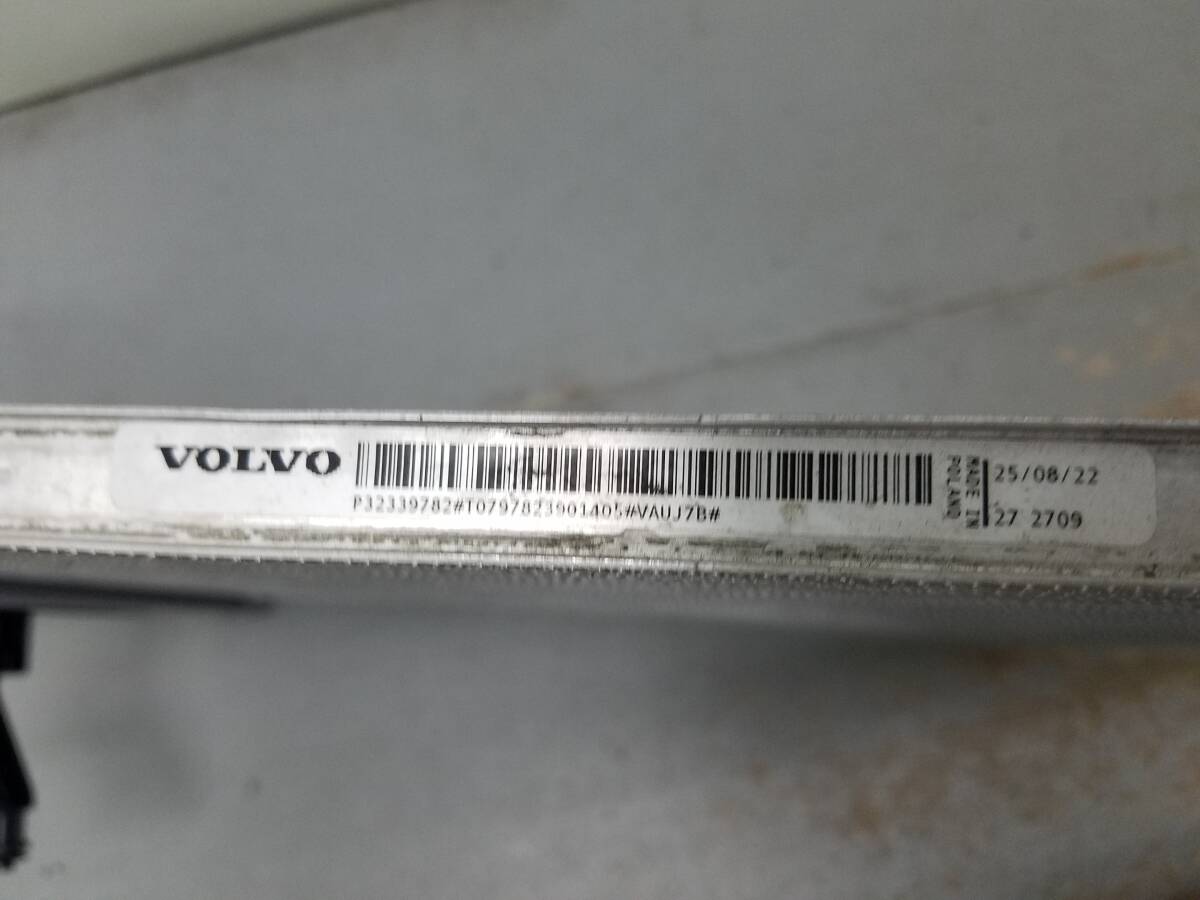 VOLVO
P32339782#T0797823901405#VAUJ7B#
MADE IN
POLAND
25/08/22
27 2709